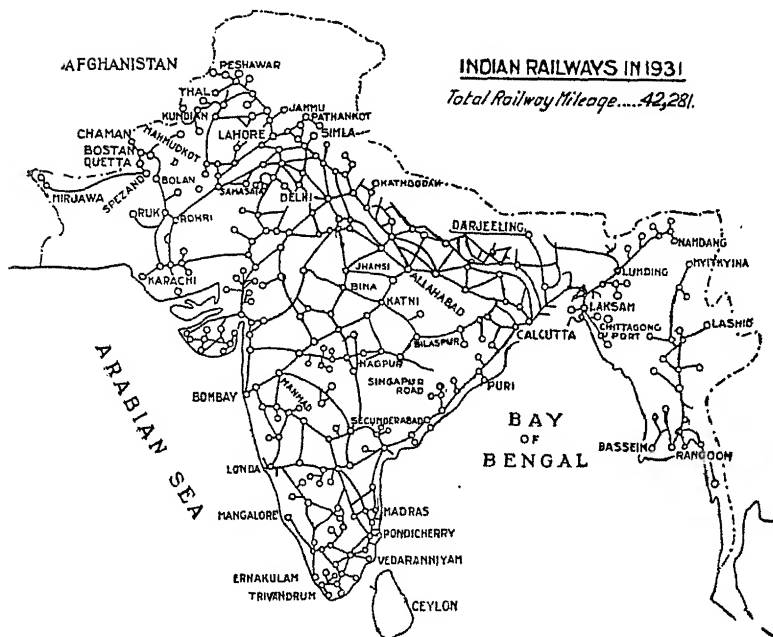 AFGHANISTAN
PESHAWAR
INDIAN RAILWAYS IN 1931
Total Railway Mileage.....42,281.
THAL
KUNDIAN
JAMMU
PATHANKOT
LAHORE
SIMLA
CHAMAN
MAHMUDKOT
BOSTAN
QUETTA
SPEZAND
BOLAN
MIRJAWA
SAMASATA
DELHI
KATHGODAM
RUK
ROHRI
DARJEELING
NAMDANG
LUMDING
MYITKYINA
KARACHI
JHANSI
BINA
ALLAHABAD
KATNI
LAKSAM
CALCUTTA
CHITTAGONG
PORT
LASHIO
BILASPUR
NAGPUR
ARABIAN SEA
BOMBAY
MANMAD
SINGAPUR
ROAD
PURI
SECUNDERABAD
BAY
OF
BENGAL
BASSEIN
RANGOON
LONDA
MADRAS
MANGALORE
PONDICHERRY
VEDARANNIYAM
ERNAKULAM
TRIVANDRUM
CEYLON